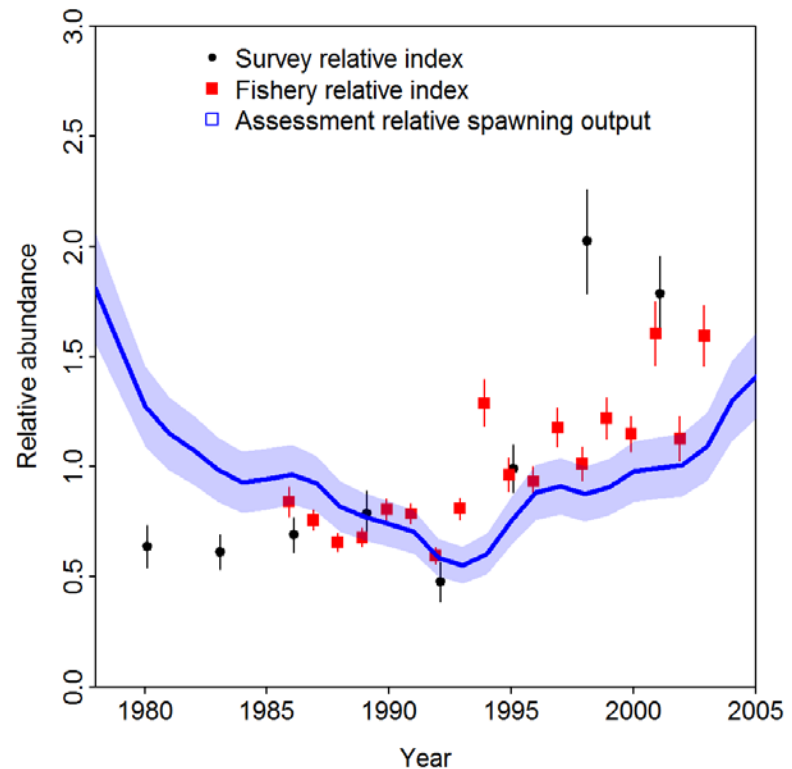 Survey relative index
Fishery relative index
Assessment relative spawning output
Relative abundance
3.0
2.5
2.0
1.5
1.0
0.5
0.0
1980 1985 1990 1995 2000 2005
Year